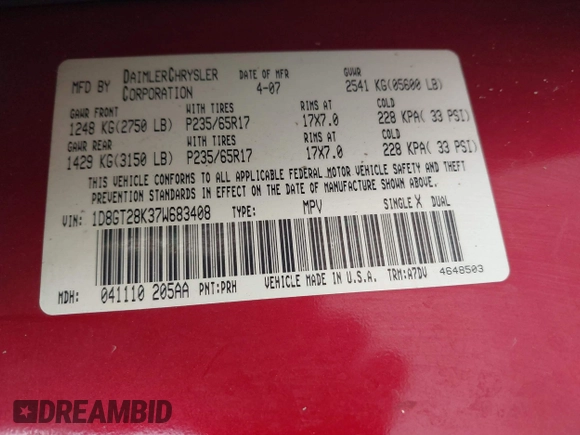 MFD BY DAIMLERCHRYSLER CORPORATION DATE OF MFR 4-07 GVWR 2541 KG(05600 LB)
GAWR FRONT WITH TIRES RIMS AT COLD
1248 KG(2750 LB) P235/65R17 17X7.0 228 KPA( 33 PSI)
GAWR REAR WITH TIRES RIMS AT COLD
1429 KG(3150 LB) P235/65R17 17X7.0 228 KPA( 33 PSI)
THIS VEHICLE CONFORMS TO ALL APPLICABLE FEDERAL MOTOR VEHICLE SAFETY AND THEFT
PREVENTION STANDARDS IN EFFECT ON THE DATE OF MANUFACTURE SHOWN ABOVE.
VIN: 1D8GT28K37W683408 TYPE: MPV SINGLE X DUAL
MDH: 041110 205AA PNT:PRH VEHICLE MADE IN U.S.A. TRM:A7DV 4648503
DREAMBID